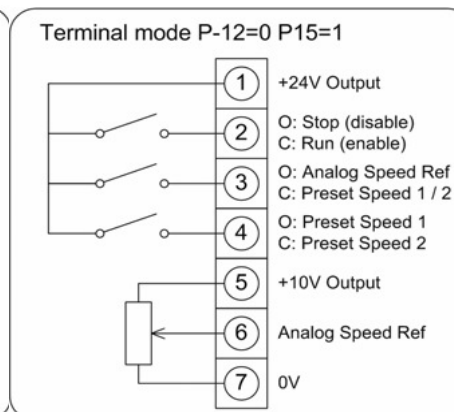 Terminal mode P-12=0 P15=1
1 +24V Output
2 O: Stop (disable)
C: Run (enable)
3 O: Analog Speed Ref
C: Preset Speed 1 / 2
4 O: Preset Speed 1
C: Preset Speed 2
5 +10V Output
6 Analog Speed Ref
7 0V